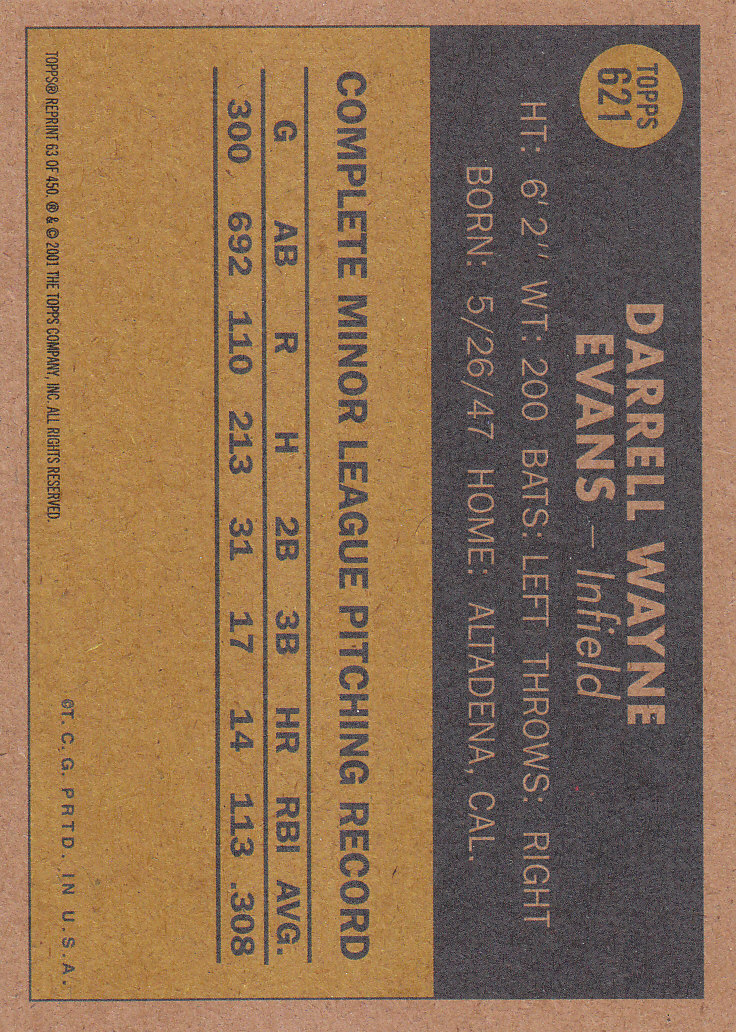 TOPPS
621
DARRELL WAYNE
EVANS — Infield
HT: 6'2" WT: 200 BATS: LEFT THROWS: RIGHT
BORN: 5/26/47 HOME: ALTADENA, CAL.
COMPLETE MINOR LEAGUE PITCHING RECORD
G AB R H 2B 3B HR RBI AVG.
300 692 110 213 31 17 14 113 .308
©T. C. G. PRTD. IN U.S.A.
TOPPS® REPRINT 63 OF 450. ® & © 2001 THE TOPPS COMPANY, INC. ALL RIGHTS RESERVED.